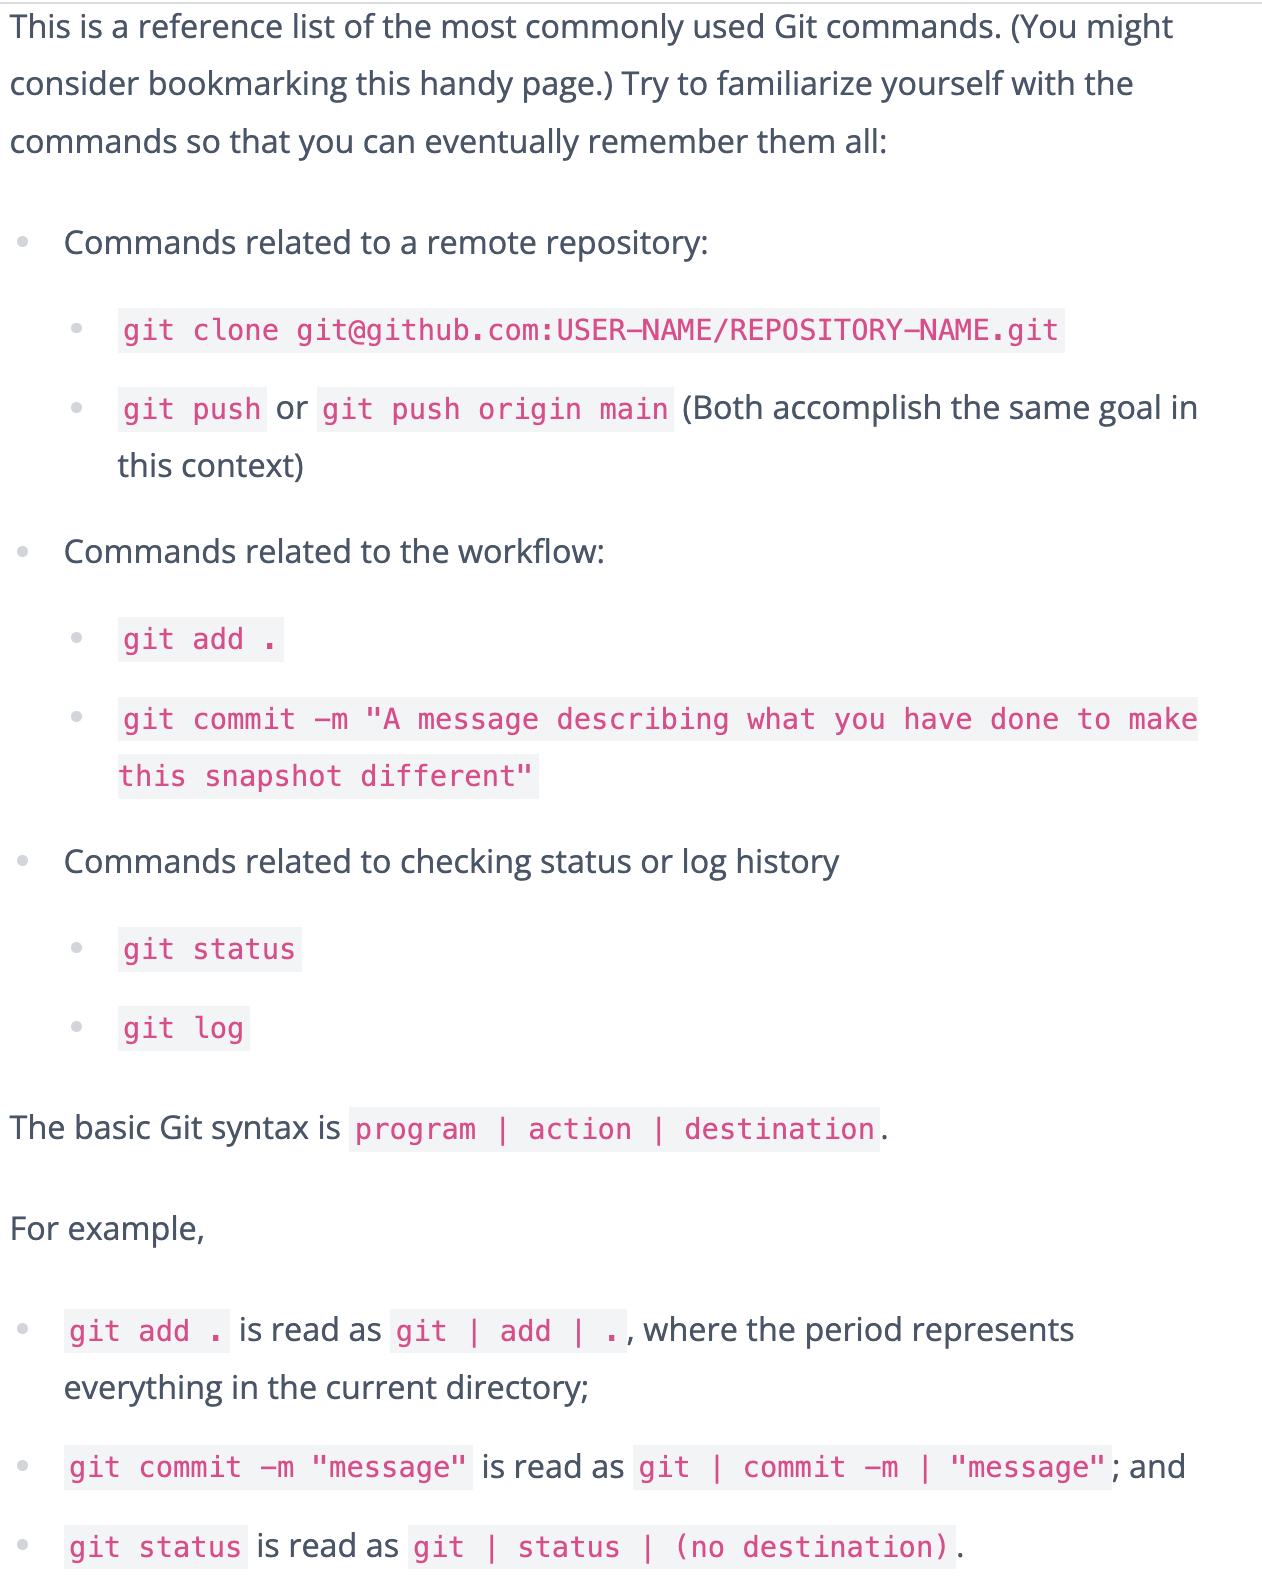 This is a reference list of the most commonly used Git commands. (You might
consider bookmarking this handy page.) Try to familiarize yourself with the
commands so that you can eventually remember them all:
Commands related to a remote repository:
git clone git@github.com:USER-NAME/REPOSITORY-NAME.git
git push or git push origin main (Both accomplish the same goal in
this context)
Commands related to the workflow:
git add .
git commit -m "A message describing what you have done to make
this snapshot different"
Commands related to checking status or log history
git status
git log
The basic Git syntax is program | action | destination.
For example,
git add . is read as git | add | ., where the period represents
everything in the current directory;
git commit -m "message" is read as git | commit -m | "message"; and
git status is read as git | status | (no destination).